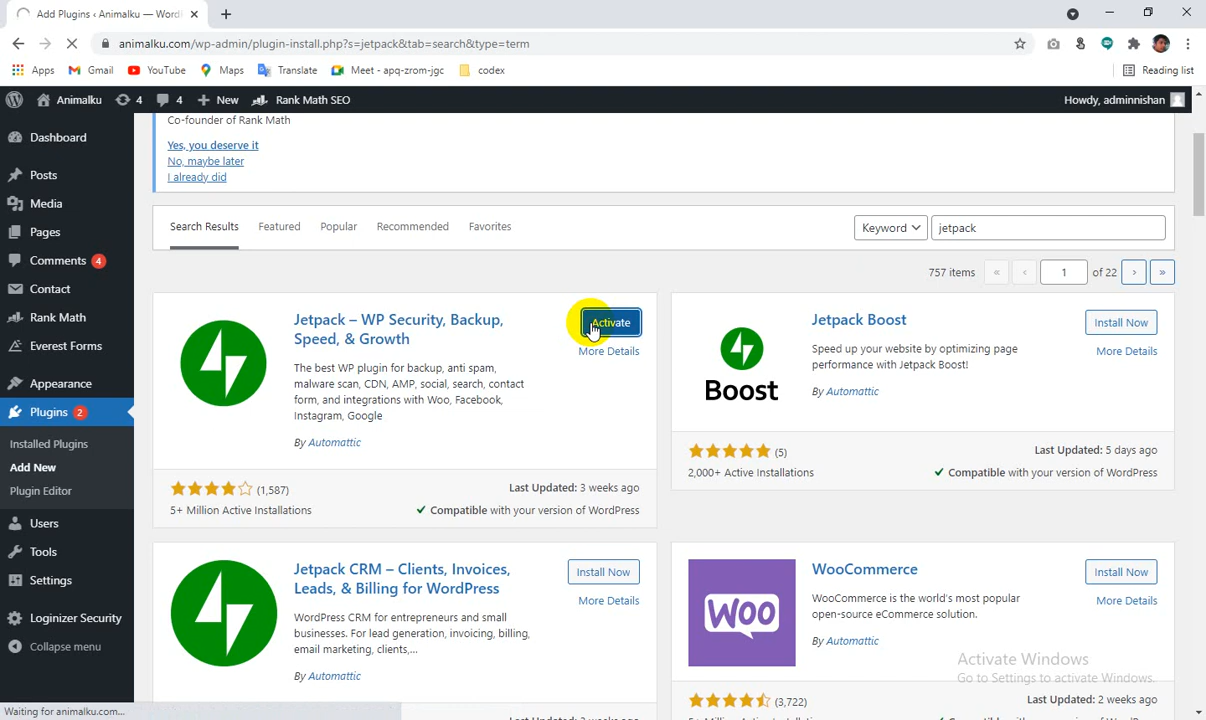 Add Plugins ‹ Animalku — Word
animalku.com/wp-admin/plugin-install.php?s=jetpack&tab=search&type=term
Apps Gmail YouTube Maps Translate Meet - apq-zrom-jgc codex Reading list
Animalku 4 4 New Rank Math SEO Howdy, adminnishan
Dashboard
Posts
Media
Pages
Comments 4
Contact
Rank Math
Everest Forms
Appearance
Plugins 2
Installed Plugins
Add New
Plugin Editor
Users
Tools
Settings
Loginizer Security
Collapse menu
Co-founder of Rank Math
Yes, you deserve it
No, maybe later
I already did
Search Results Featured Popular Recommended Favorites Keyword jetpack
757 items « ‹ 1 of 22 › »
Jetpack – WP Security, Backup,
Speed, & Growth
Activate
More Details
The best WP plugin for backup, anti spam,
malware scan, CDN, AMP, social, search, contact
form, and integrations with Woo, Facebook,
Instagram, Google
By Automattic
(1,587)
Last Updated: 3 weeks ago
5+ Million Active Installations
Compatible with your version of WordPress
BOOST
Jetpack Boost
Install Now
More Details
Speed up your website by optimizing page
performance with Jetpack Boost!
By Automattic
(5)
Last Updated: 5 days ago
2,000+ Active Installations
Compatible with your version of WordPress
Jetpack CRM – Clients, Invoices,
Leads, & Billing for WordPress
Install Now
More Details
WordPress CRM for entrepreneurs and small
businesses. For lead generation, invoicing, billing,
email marketing, clients,...
By Automattic
WOO
WooCommerce
Install Now
More Details
WooCommerce is the world's most popular
open-source eCommerce solution.
By Automattic
(3,722)
Last Updated: 2 weeks ago
Activate Windows
Go to Settings to activate Windows.
Waiting for animalku.com...